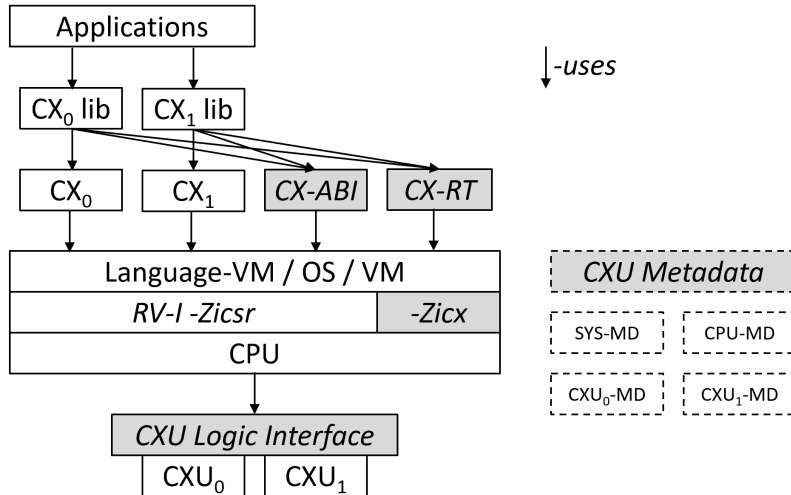 Applications
-uses
CX₀ lib
CX₁ lib
CX₀
CX₁
CX-ABI
CX-RT
Language-VM / OS / VM
RV-I -Zicsr
-Zicx
CPU
CXU Metadata
SYS-MD
CPU-MD
CXU₀-MD
CXU₁-MD
CXU Logic Interface
CXU₀
CXU₁